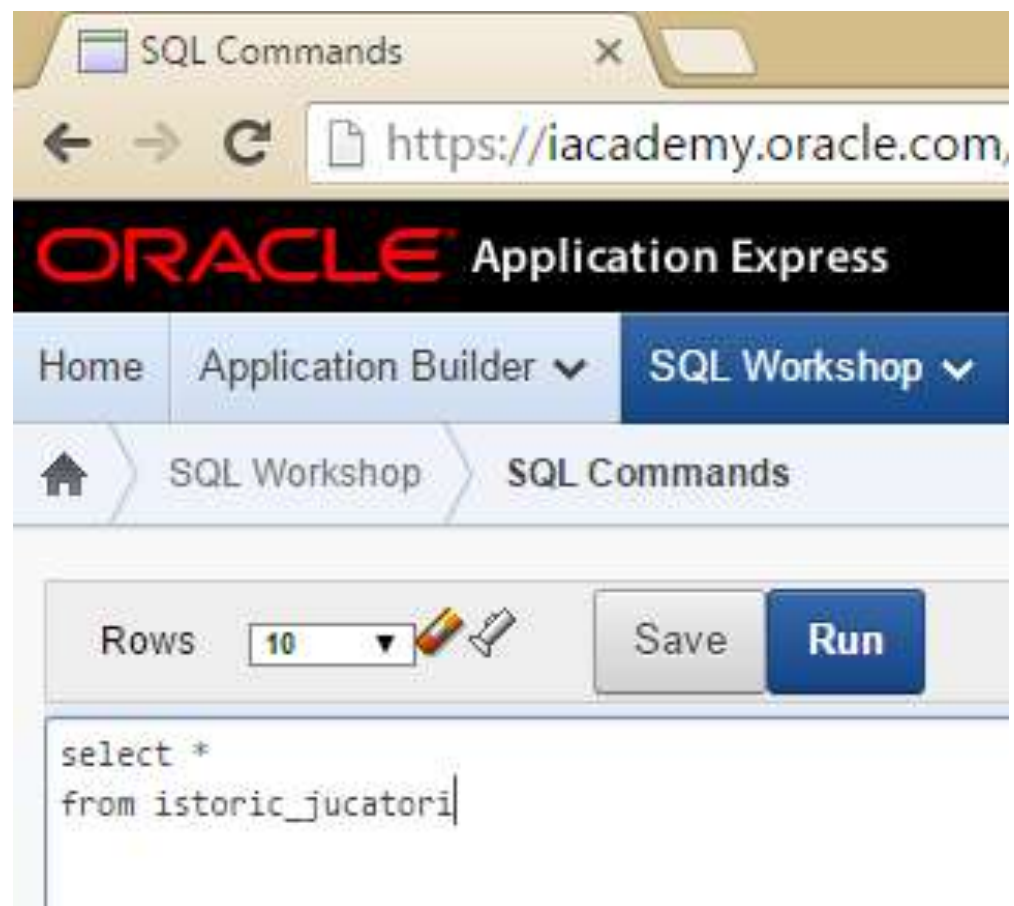 SQL Commands
https://iacademy.oracle.com/
ORACLE Application Express
Home Application Builder SQL Workshop
SQL Workshop SQL Commands
Rows 10 Save Run
select *
from istoric_jucatori